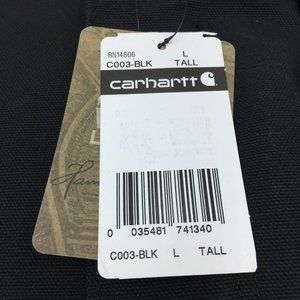 RN14806 L
C003-BLK TALL
carhartt
0 035481 741340
C003-BLK L TALL